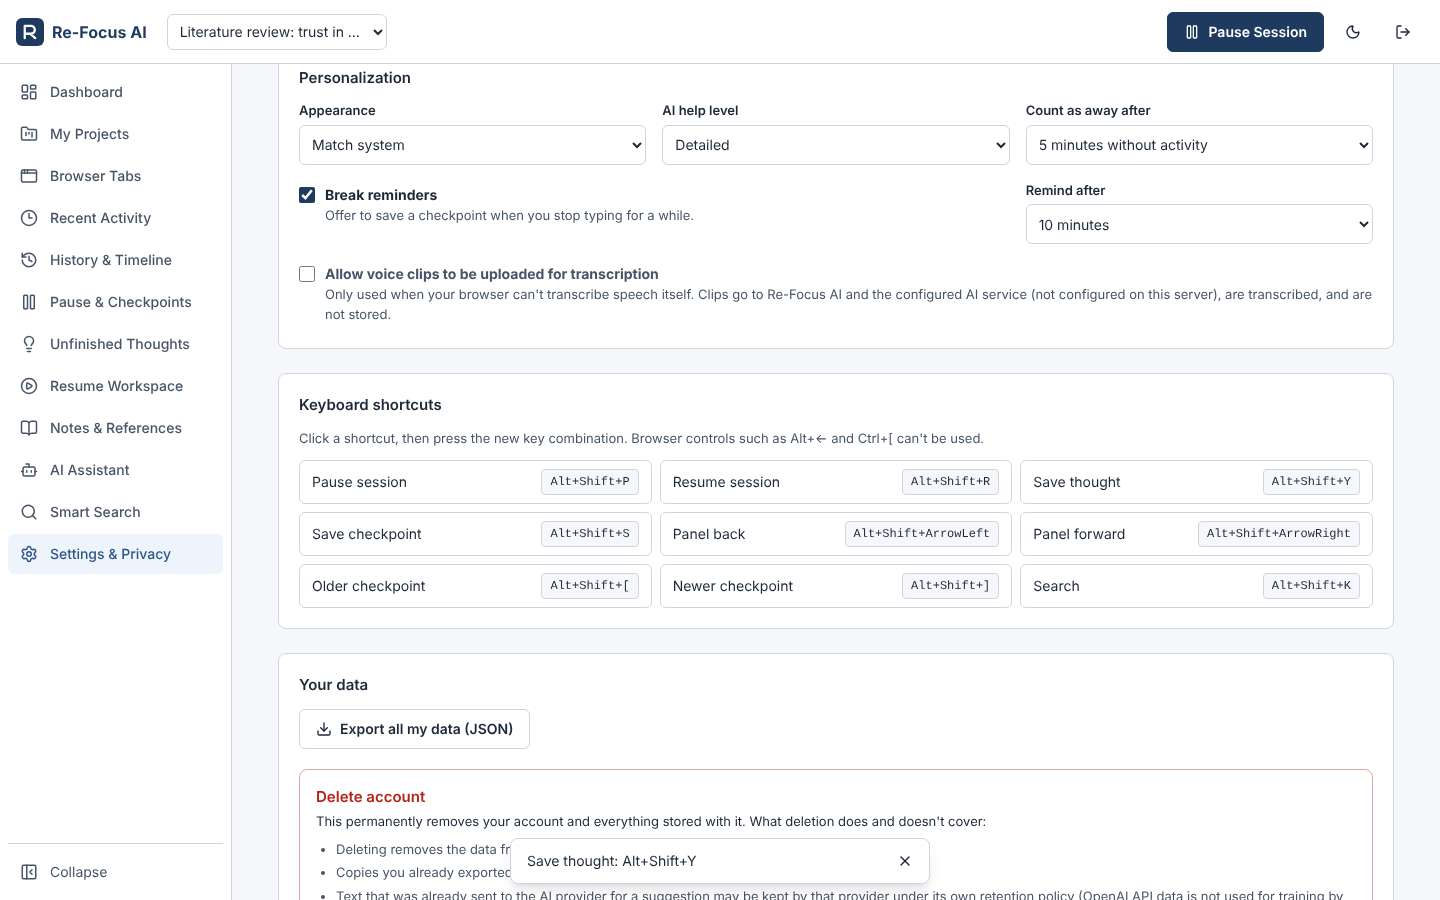 Re-Focus AI
Literature review: trust in ...
Pause Session
Dashboard
My Projects
Browser Tabs
Recent Activity
History & Timeline
Pause & Checkpoints
Unfinished Thoughts
Resume Workspace
Notes & References
AI Assistant
Smart Search
Settings & Privacy
Collapse
Personalization
Appearance
Match system
AI help level
Detailed
Count as away after
5 minutes without activity
Break reminders
Offer to save a checkpoint when you stop typing for a while.
Remind after
10 minutes
Allow voice clips to be uploaded for transcription
Only used when your browser can't transcribe speech itself. Clips go to Re-Focus AI and the configured AI service (not configured on this server), are transcribed, and are
not stored.
Keyboard shortcuts
Click a shortcut, then press the new key combination. Browser controls such as Alt+← and Ctrl+[ can't be used.
Pause session Alt+Shift+P
Resume session Alt+Shift+R
Save thought Alt+Shift+Y
Save checkpoint Alt+Shift+S
Panel back Alt+Shift+ArrowLeft
Panel forward Alt+Shift+ArrowRight
Older checkpoint Alt+Shift+[
Newer checkpoint Alt+Shift+]
Search Alt+Shift+K
Your data
Export all my data (JSON)
Delete account
This permanently removes your account and everything stored with it. What deletion does and doesn't cover:
• Deleting removes the data
• Copies you already exported
• Text that was already sent to the AI provider for a suggestion may be kept by that provider under its own retention policy (OpenAI API data is not used for training by
Save thought: Alt+Shift+Y